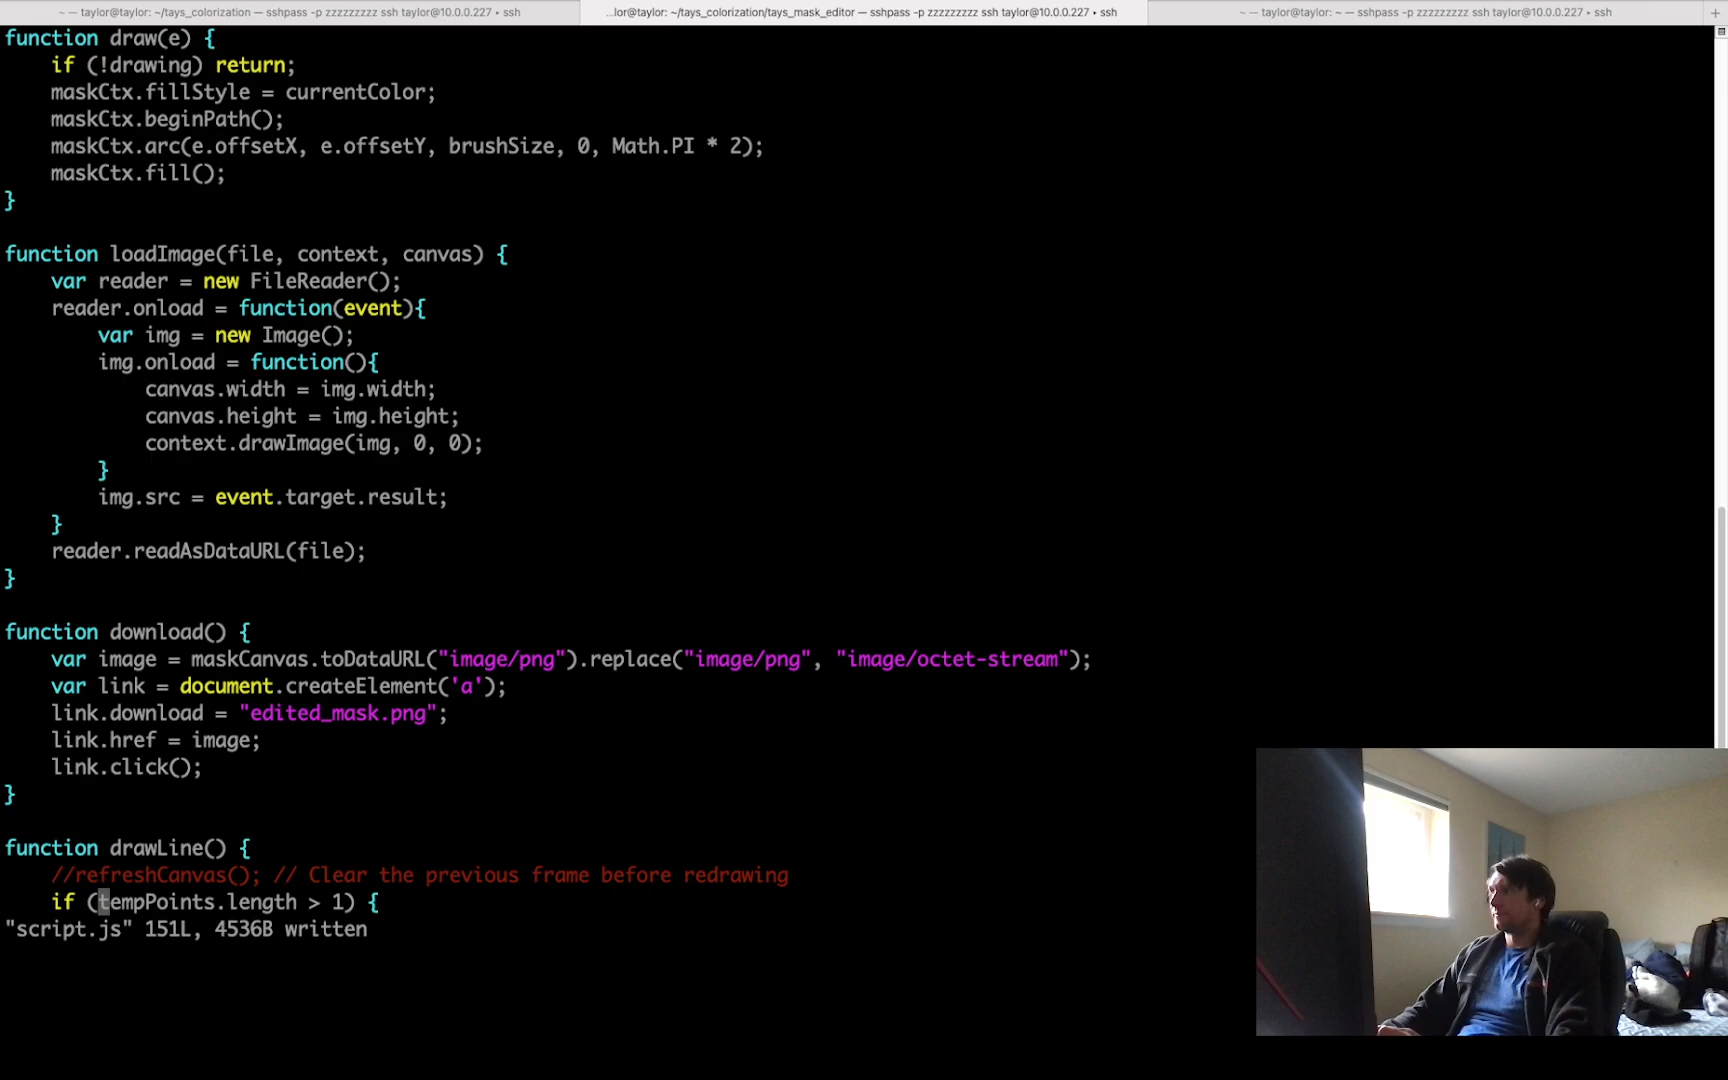 ~ — taylor@taylor: ~/tays_colorization — sshpass -p zzzzzzzzz ssh taylor@10.0.0.227 ▸ ssh
...lor@taylor: ~/tays_colorization/tays_mask_editor — sshpass -p zzzzzzzzz ssh taylor@10.0.0.227 ▸ ssh
~ — taylor@taylor: ~ — sshpass -p zzzzzzzzz ssh taylor@10.0.0.227 ▸ ssh
+
function draw(e) {
    if (!drawing) return;
    maskCtx.fillStyle = currentColor;
    maskCtx.beginPath();
    maskCtx.arc(e.offsetX, e.offsetY, brushSize, 0, Math.PI * 2);
    maskCtx.fill();
}
function loadImage(file, context, canvas) {
    var reader = new FileReader();
    reader.onload = function(event){
        var img = new Image();
        img.onload = function(){
            canvas.width = img.width;
            canvas.height = img.height;
            context.drawImage(img, 0, 0);
        }
        img.src = event.target.result;
    }
    reader.readAsDataURL(file);
}
function download() {
    var image = maskCanvas.toDataURL("image/png").replace("image/png", "image/octet-stream");
    var link = document.createElement('a');
    link.download = "edited_mask.png";
    link.href = image;
    link.click();
}
function drawLine() {
    //refreshCanvas(); // Clear the previous frame before redrawing
    if (tempPoints.length > 1) {
"script.js" 151L, 4536B written